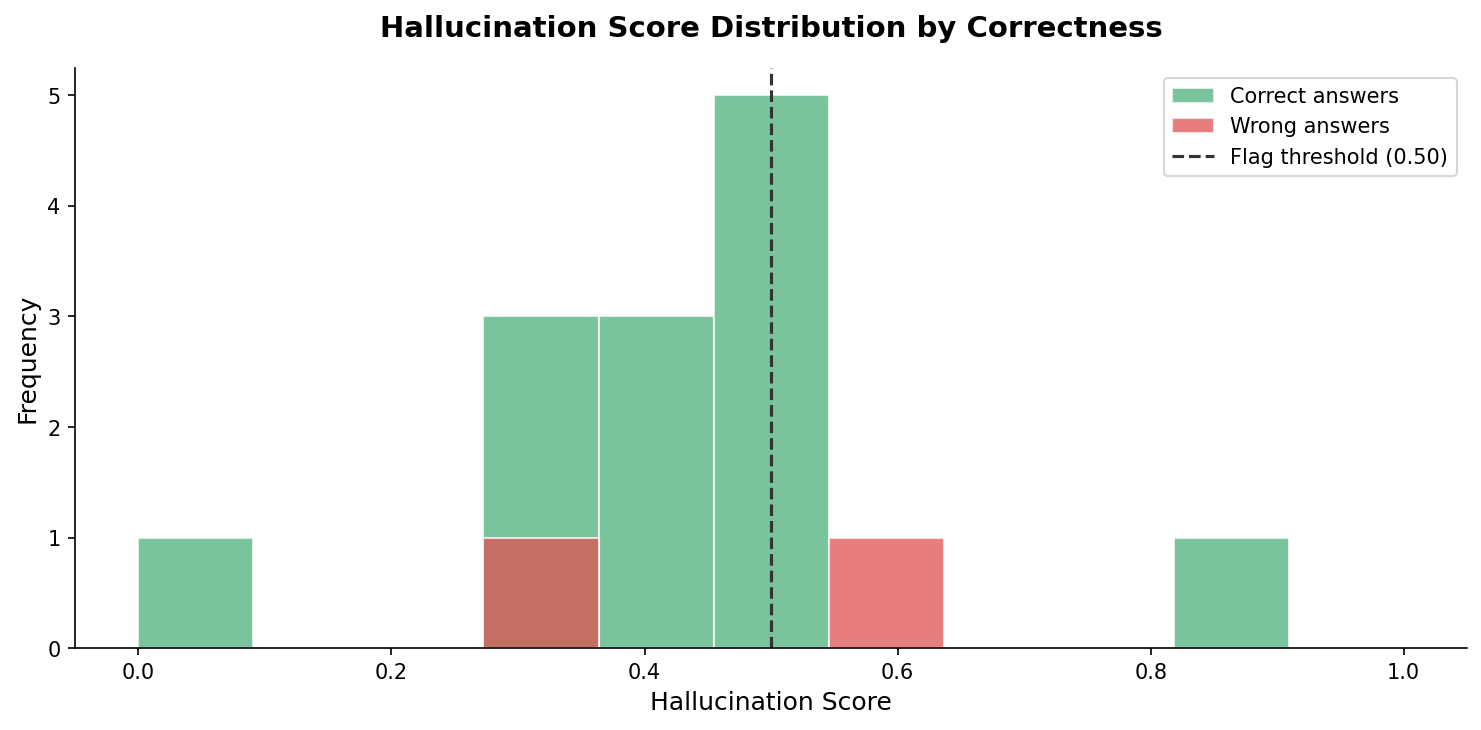 Hallucination Score Distribution by Correctness
Correct answers
Wrong answers
Flag threshold (0.50)
Frequency
5
4
3
2
1
0
0.0 0.2 0.4 0.6 0.8 1.0
Hallucination Score